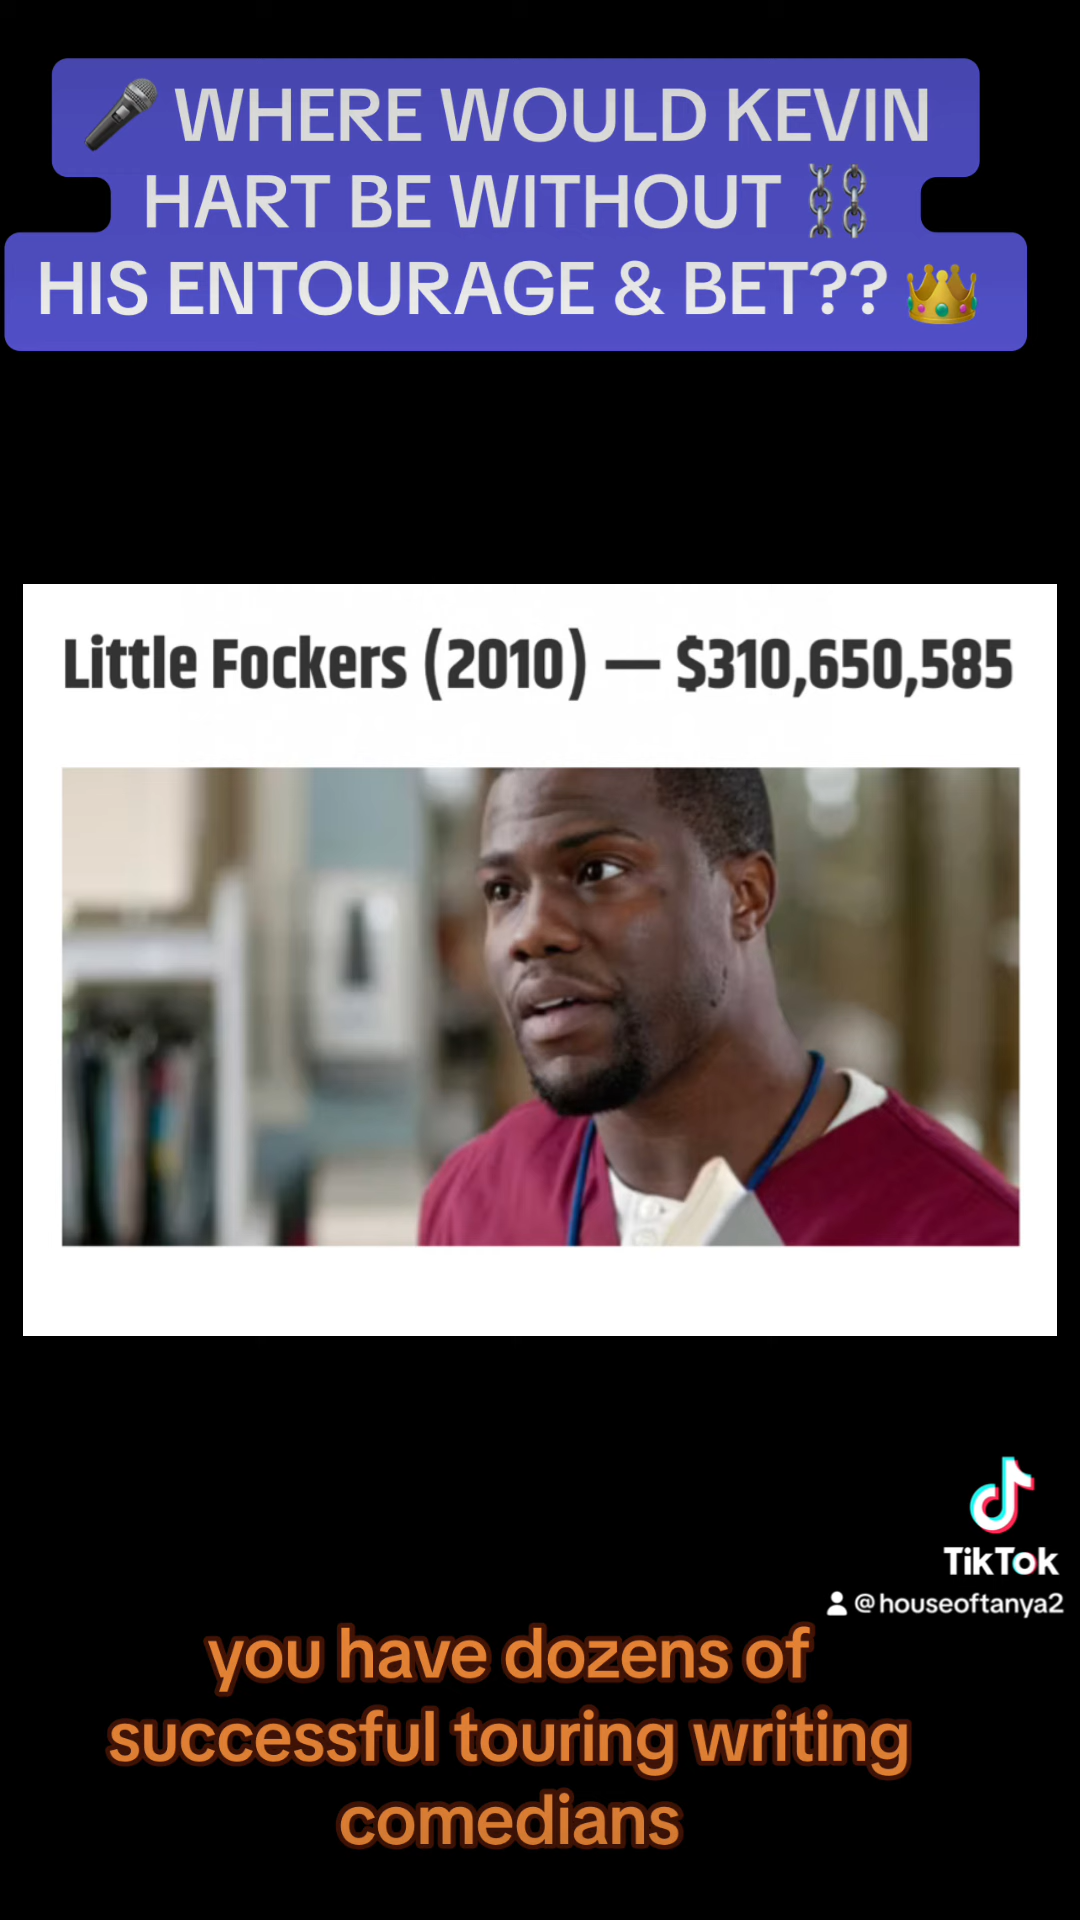 🎤 WHERE WOULD KEVIN
HART BE WITHOUT ⛓️
HIS ENTOURAGE & BET?? 👑
Little Fockers (2010) — $310,650,585
TikTok
@houseoftanya2
you have dozens of
successful touring writing
comedians